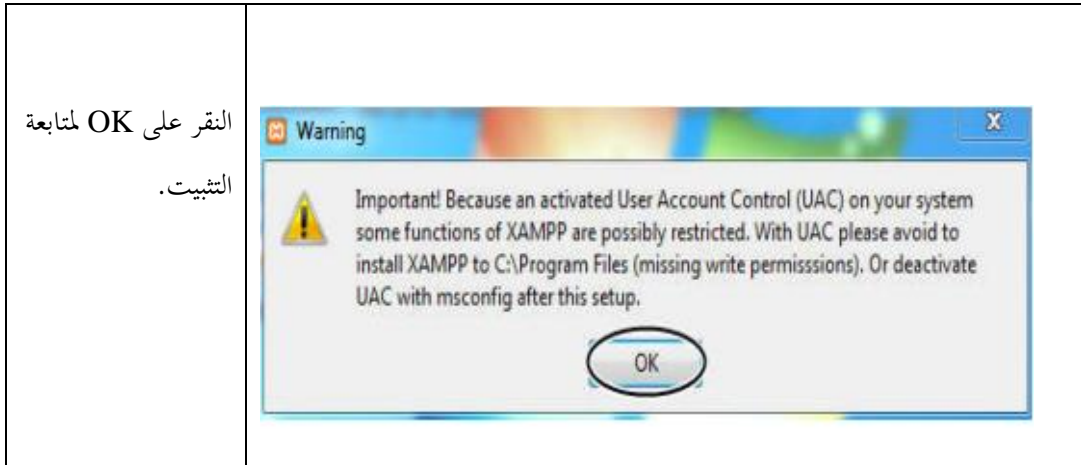 النقر على OK لمتابعة
التثبيت.
Warning
X
Important! Because an activated User Account Control (UAC) on your system
some functions of XAMPP are possibly restricted. With UAC please avoid to
install XAMPP to C:\Program Files (missing write permisssions). Or deactivate
UAC with msconfig after this setup.
OK